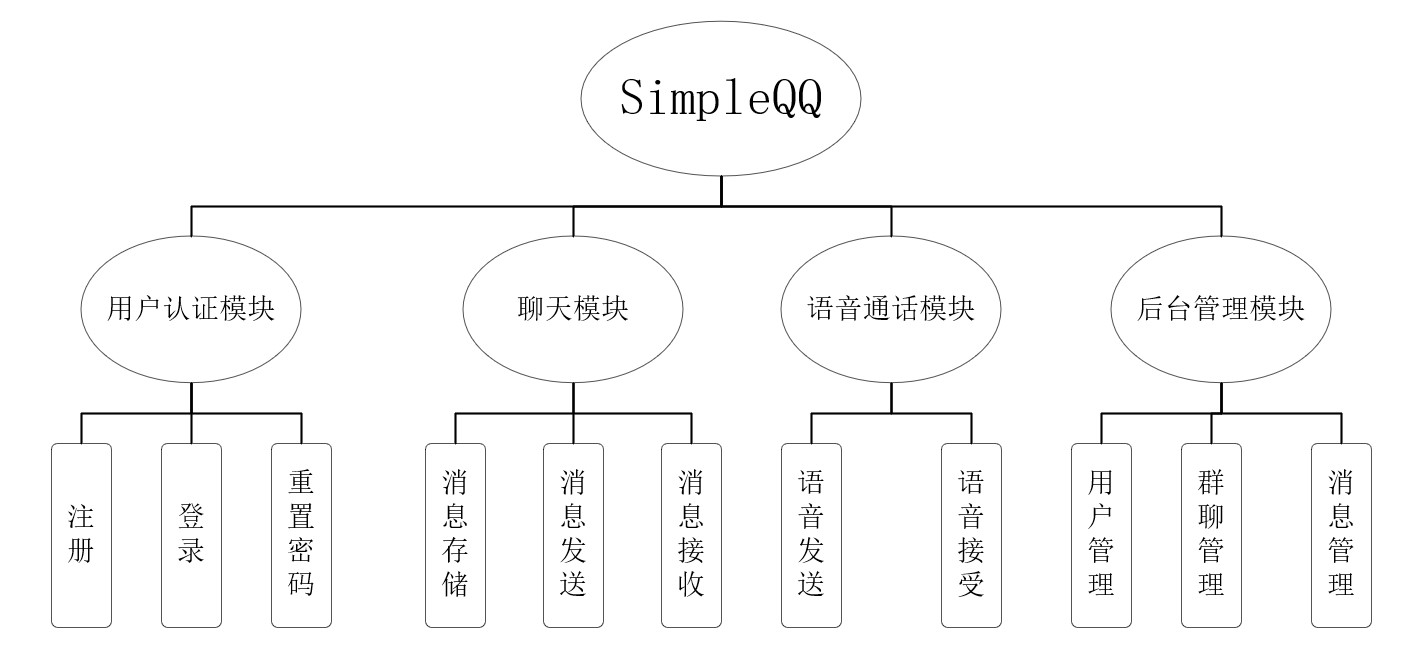 SimpleQQ
用户认证模块
聊天模块
语音通话模块
后台管理模块
注册
登录
重置密码
消息存储
消息发送
消息接收
语音发送
语音接受
用户管理
群聊管理
消息管理